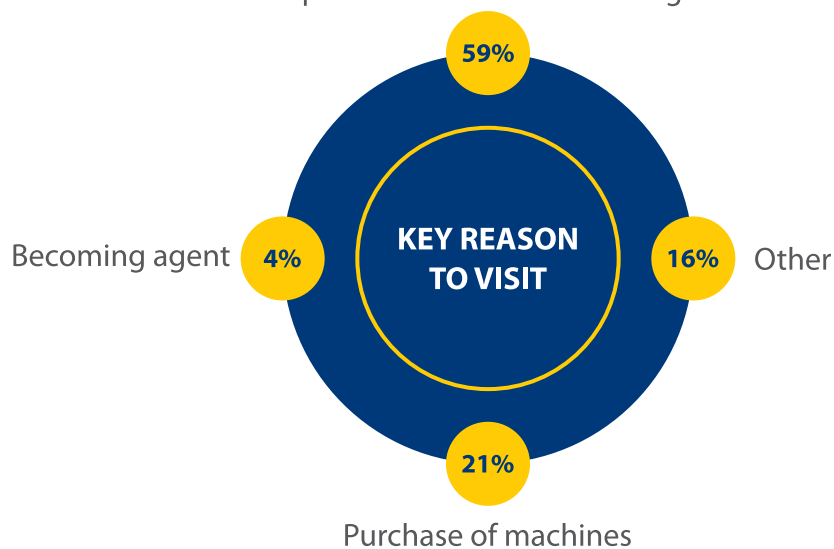 59%
KEY REASON
TO VISIT
Becoming agent
4%
16%
Other
21%
Purchase of machines